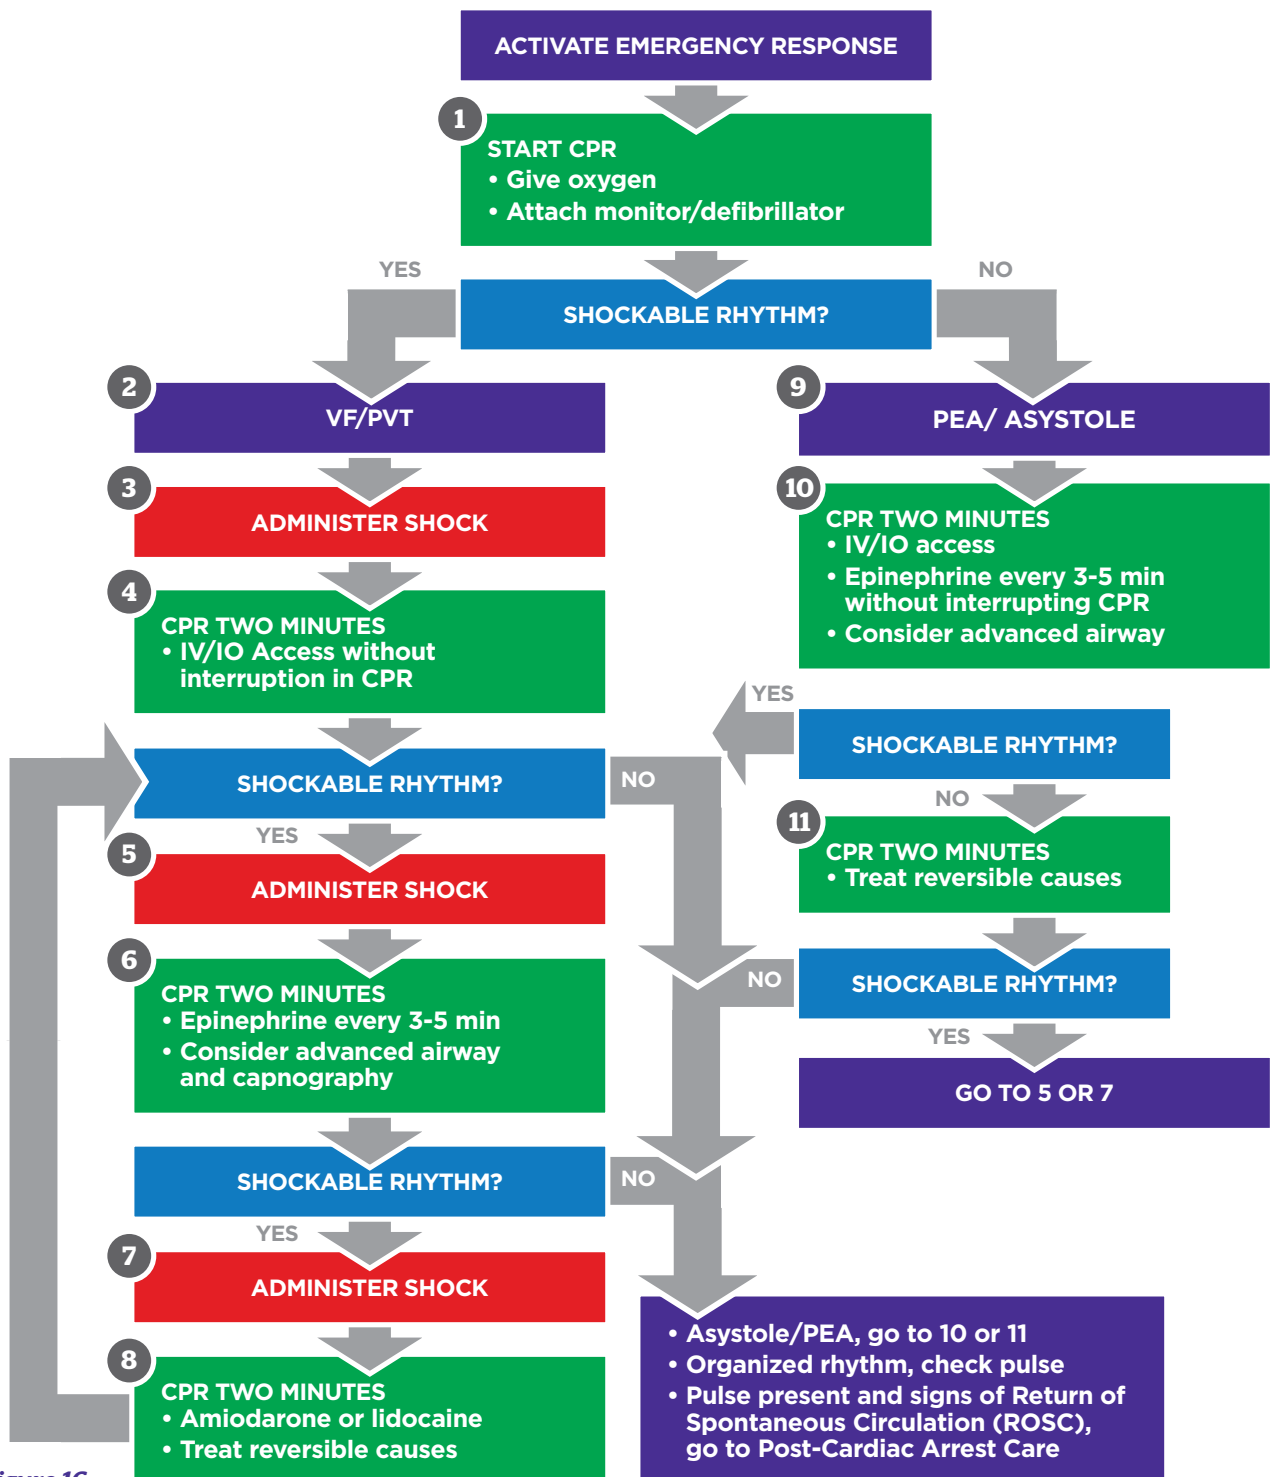 ACTIVATE EMERGENCY RESPONSE
1
START CPR
• Give oxygen
• Attach monitor/defibrillator
YES
NO
SHOCKABLE RHYTHM?
2
VF/PVT
3
ADMINISTER SHOCK
4
CPR TWO MINUTES
• IV/IO Access without
interruption in CPR
SHOCKABLE RHYTHM?
NO
YES
5
ADMINISTER SHOCK
6
CPR TWO MINUTES
• Epinephrine every 3-5 min
• Consider advanced airway
and capnography
SHOCKABLE RHYTHM?
NO
YES
7
ADMINISTER SHOCK
8
CPR TWO MINUTES
• Amiodarone or lidocaine
• Treat reversible causes
9
PEA/ ASYSTOLE
10
CPR TWO MINUTES
• IV/IO access
• Epinephrine every 3-5 min
without interrupting CPR
• Consider advanced airway
YES
SHOCKABLE RHYTHM?
NO
11
CPR TWO MINUTES
• Treat reversible causes
NO
SHOCKABLE RHYTHM?
YES
GO TO 5 OR 7
• Asystole/PEA, go to 10 or 11
• Organized rhythm, check pulse
• Pulse present and signs of Return of
Spontaneous Circulation (ROSC),
go to Post-Cardiac Arrest Care